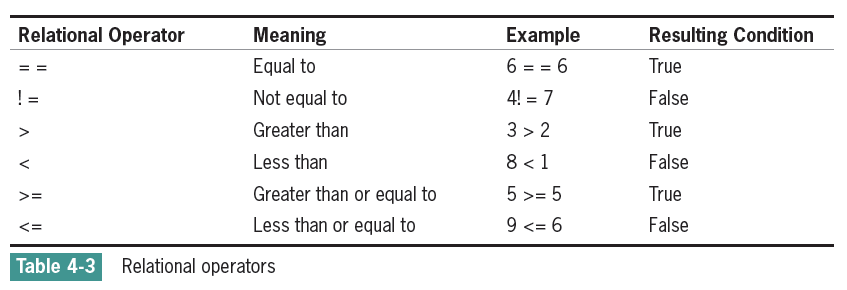 Relational Operator Meaning Example Resulting Condition
= = Equal to 6 = = 6 True
! = Not equal to 4! = 7 False
> Greater than 3 > 2 True
< Less than 8 < 1 False
>= Greater than or equal to 5 >= 5 True
<= Less than or equal to 9 <= 6 False
Table 4-3 Relational operators